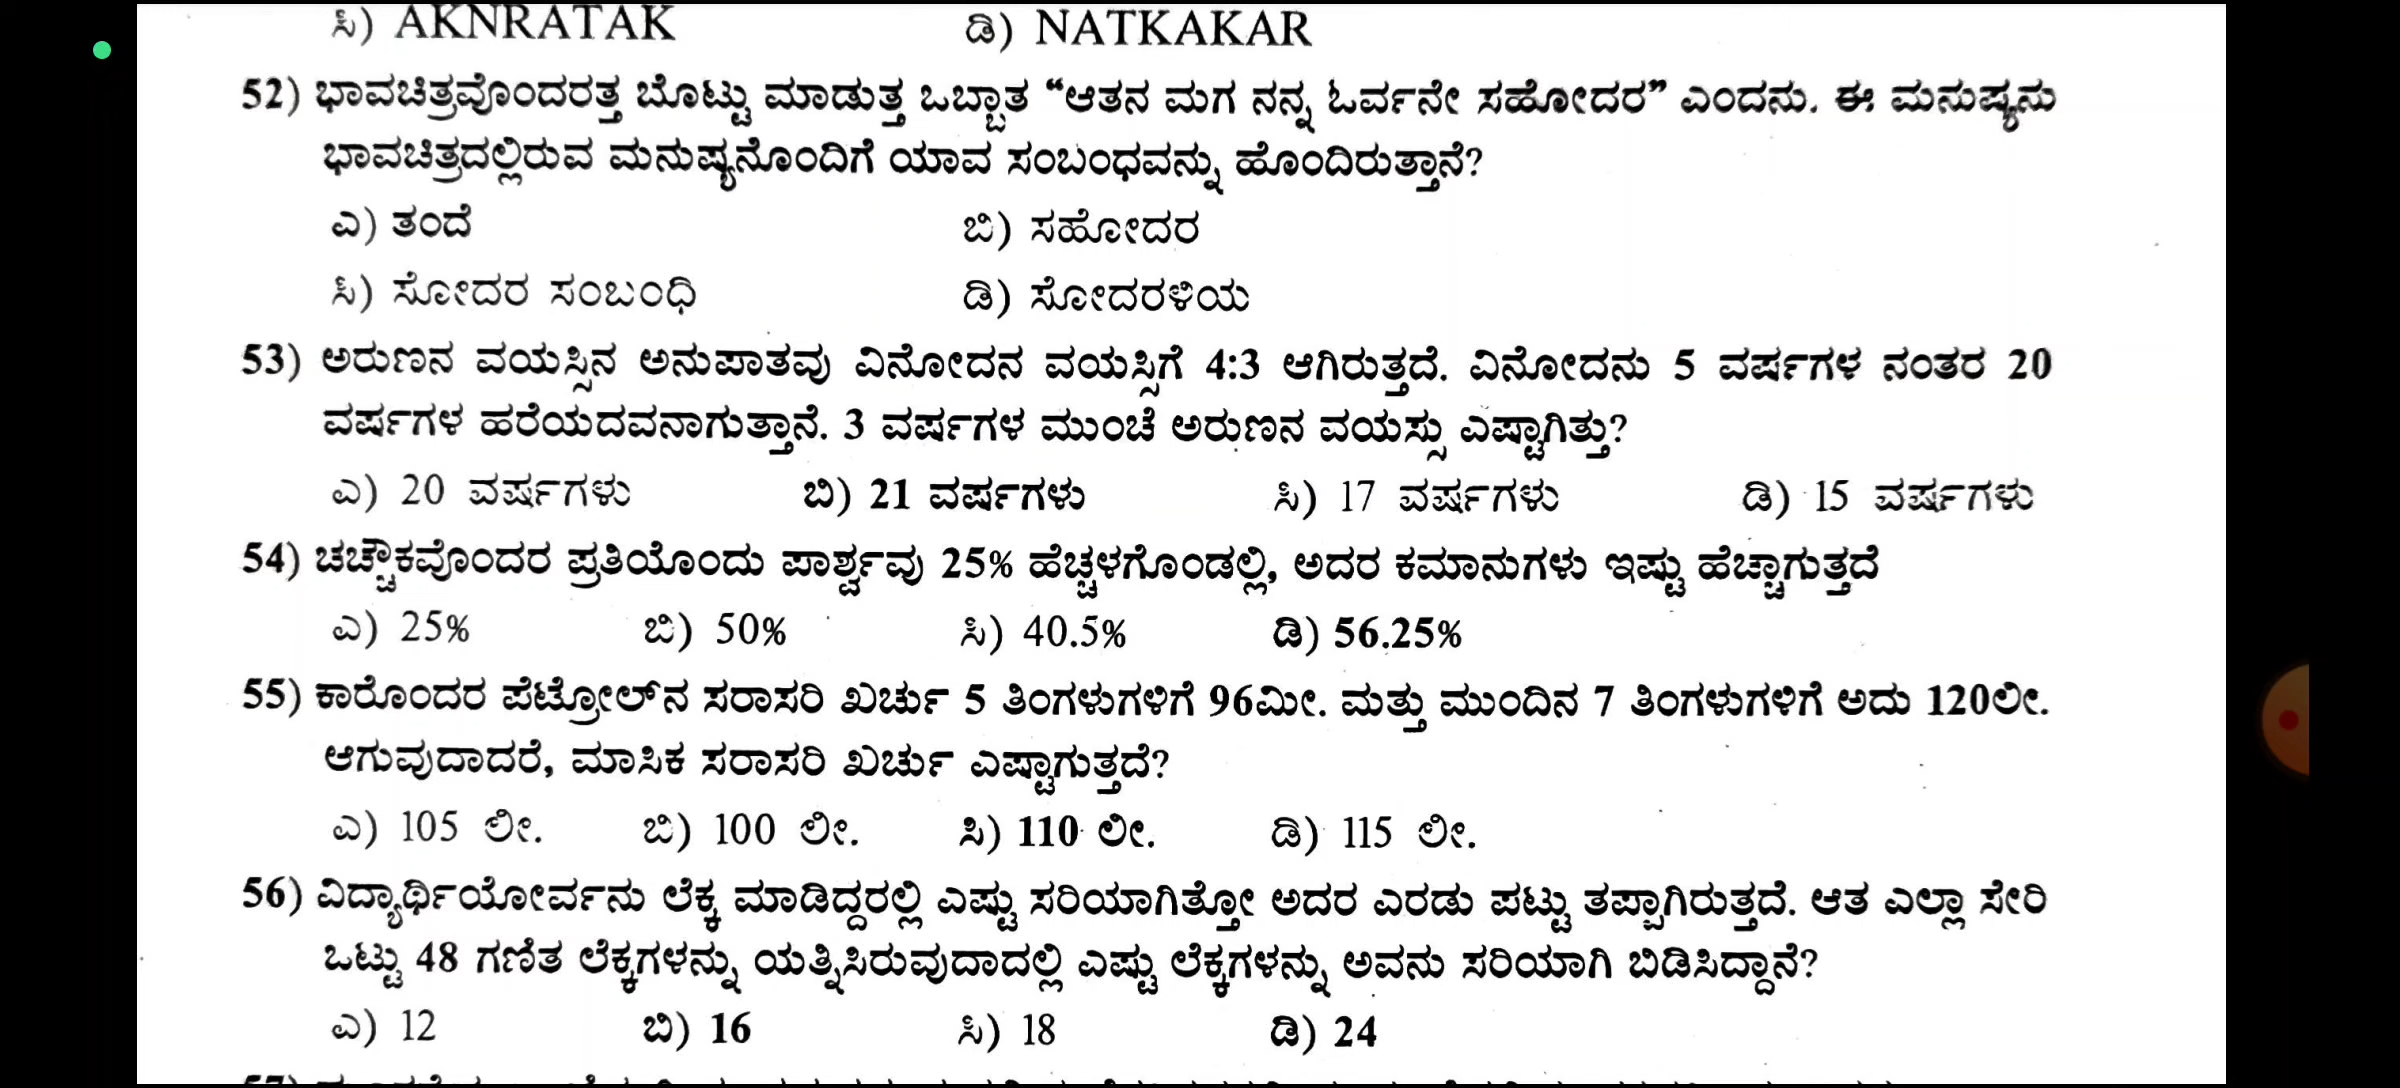 ಸಿ) AKNRATAK ಡಿ) NATKAKAR
52) ಭಾವಚಿತ್ರವೊಂದರತ್ತ ಬೊಟ್ಟು ಮಾಡುತ್ತ ಒಬ್ಬಾತ “ಆತನ ಮಗ ನನ್ನ ಓರ್ವನೇ ಸಹೋದರ” ಎಂದನು. ಈ ಮನುಷ್ಯನು
ಭಾವಚಿತ್ರದಲ್ಲಿರುವ ಮನುಷ್ಯನೊಂದಿಗೆ ಯಾವ ಸಂಬಂಧವನ್ನು ಹೊಂದಿರುತ್ತಾನೆ?
ಎ) ತಂದೆ ಬಿ) ಸಹೋದರ
ಸಿ) ಸೋದರ ಸಂಬಂಧಿ ಡಿ) ಸೋದರಳಿಯ
53) ಅರುಣನ ವಯಸ್ಸಿನ ಅನುಪಾತವು ವಿನೋದನ ವಯಸ್ಸಿಗೆ 4:3 ಆಗಿರುತ್ತದೆ. ವಿನೋದನು 5 ವರ್ಷಗಳ ನಂತರ 20
ವರ್ಷಗಳ ಹರೆಯದವನಾಗುತ್ತಾನೆ. 3 ವರ್ಷಗಳ ಮುಂಚೆ ಅರುಣನ ವಯಸ್ಸು ಎಷ್ಟಾಗಿತ್ತು?
ಎ) 20 ವರ್ಷಗಳು ಬಿ) 21 ವರ್ಷಗಳು ಸಿ) 17 ವರ್ಷಗಳು ಡಿ) 15 ವರ್ಷಗಳು
54) ಚಚ್ಚೌಕವೊಂದರ ಪ್ರತಿಯೊಂದು ಪಾರ್ಶ್ವವು 25% ಹೆಚ್ಚಳಗೊಂಡಲ್ಲಿ, ಅದರ ಕಮಾನುಗಳು ಇಷ್ಟು ಹೆಚ್ಚಾಗುತ್ತದೆ
ಎ) 25% ಬಿ) 50% ಸಿ) 40.5% ಡಿ) 56.25%
55) ಕಾರೊಂದರ ಪೆಟ್ರೋಲ್‌ನ ಸರಾಸರಿ ಖರ್ಚು 5 ತಿಂಗಳುಗಳಿಗೆ 96ಮೀ. ಮತ್ತು ಮುಂದಿನ 7 ತಿಂಗಳುಗಳಿಗೆ ಅದು 120ಲೀ.
ಆಗುವುದಾದರೆ, ಮಾಸಿಕ ಸರಾಸರಿ ಖರ್ಚು ಎಷ್ಟಾಗುತ್ತದೆ?
ಎ) 105 ಲೀ. ಬಿ) 100 ಲೀ. ಸಿ) 110 ಲೀ. ಡಿ) 115 ಲೀ.
56) ವಿದ್ಯಾರ್ಥಿಯೋರ್ವನು ಲೆಕ್ಕ ಮಾಡಿದ್ದರಲ್ಲಿ ಎಷ್ಟು ಸರಿಯಾಗಿತ್ತೋ ಅದರ ಎರಡು ಪಟ್ಟು ತಪ್ಪಾಗಿರುತ್ತದೆ. ಆತ ಎಲ್ಲಾ ಸೇರಿ
ಒಟ್ಟು 48 ಗಣಿತ ಲೆಕ್ಕಗಳನ್ನು ಯತ್ನಿಸಿರುವುದಾದಲ್ಲಿ ಎಷ್ಟು ಲೆಕ್ಕಗಳನ್ನು ಅವನು ಸರಿಯಾಗಿ ಬಿಡಿಸಿದ್ದಾನೆ?
ಎ) 12 ಬಿ) 16 ಸಿ) 18 ಡಿ) 24